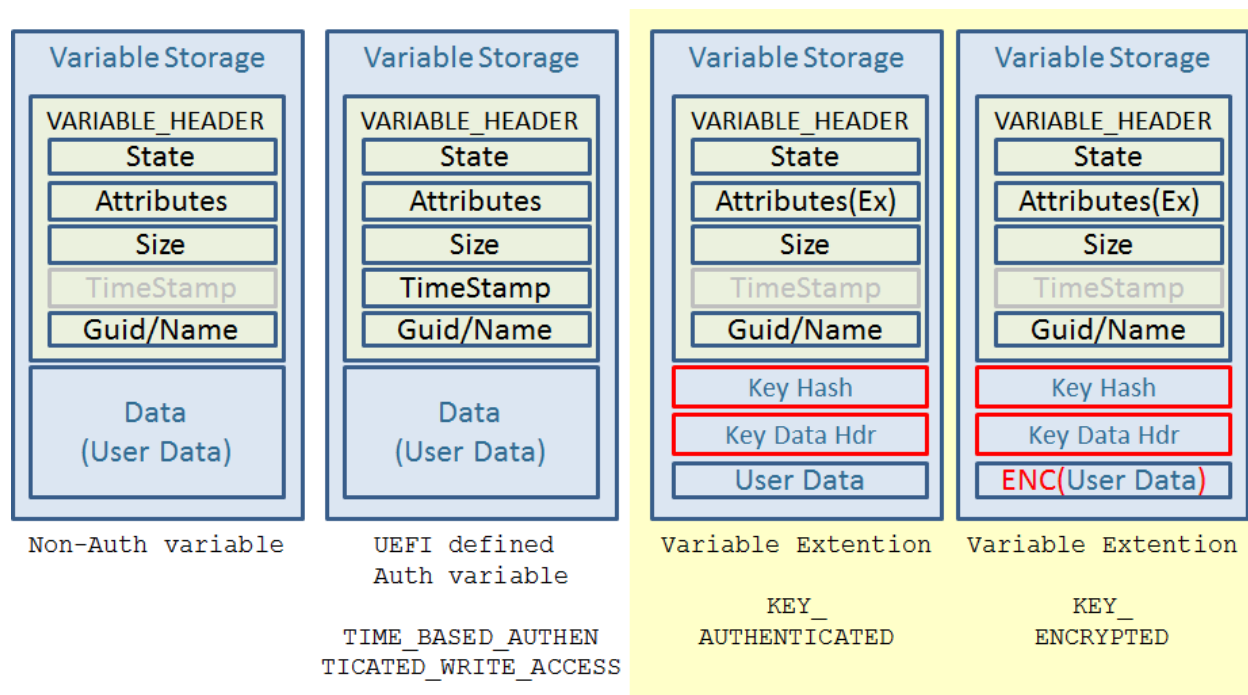 Variable Storage
VARIABLE_HEADER
State
Attributes
Size
TimeStamp
Guid/Name
Data
(User Data)
Non-Auth variable
Variable Storage
VARIABLE_HEADER
State
Attributes
Size
TimeStamp
Guid/Name
Data
(User Data)
UEFI defined
Auth variable
TIME_BASED_AUTHEN
TICATED_WRITE_ACCESS
Variable Storage
VARIABLE_HEADER
State
Attributes(Ex)
Size
TimeStamp
Guid/Name
Key Hash
Key Data Hdr
User Data
Variable Extention
KEY_
AUTHENTICATED
Variable Storage
VARIABLE_HEADER
State
Attributes(Ex)
Size
TimeStamp
Guid/Name
Key Hash
Key Data Hdr
ENC(User Data)
Variable Extention
KEY_
ENCRYPTED